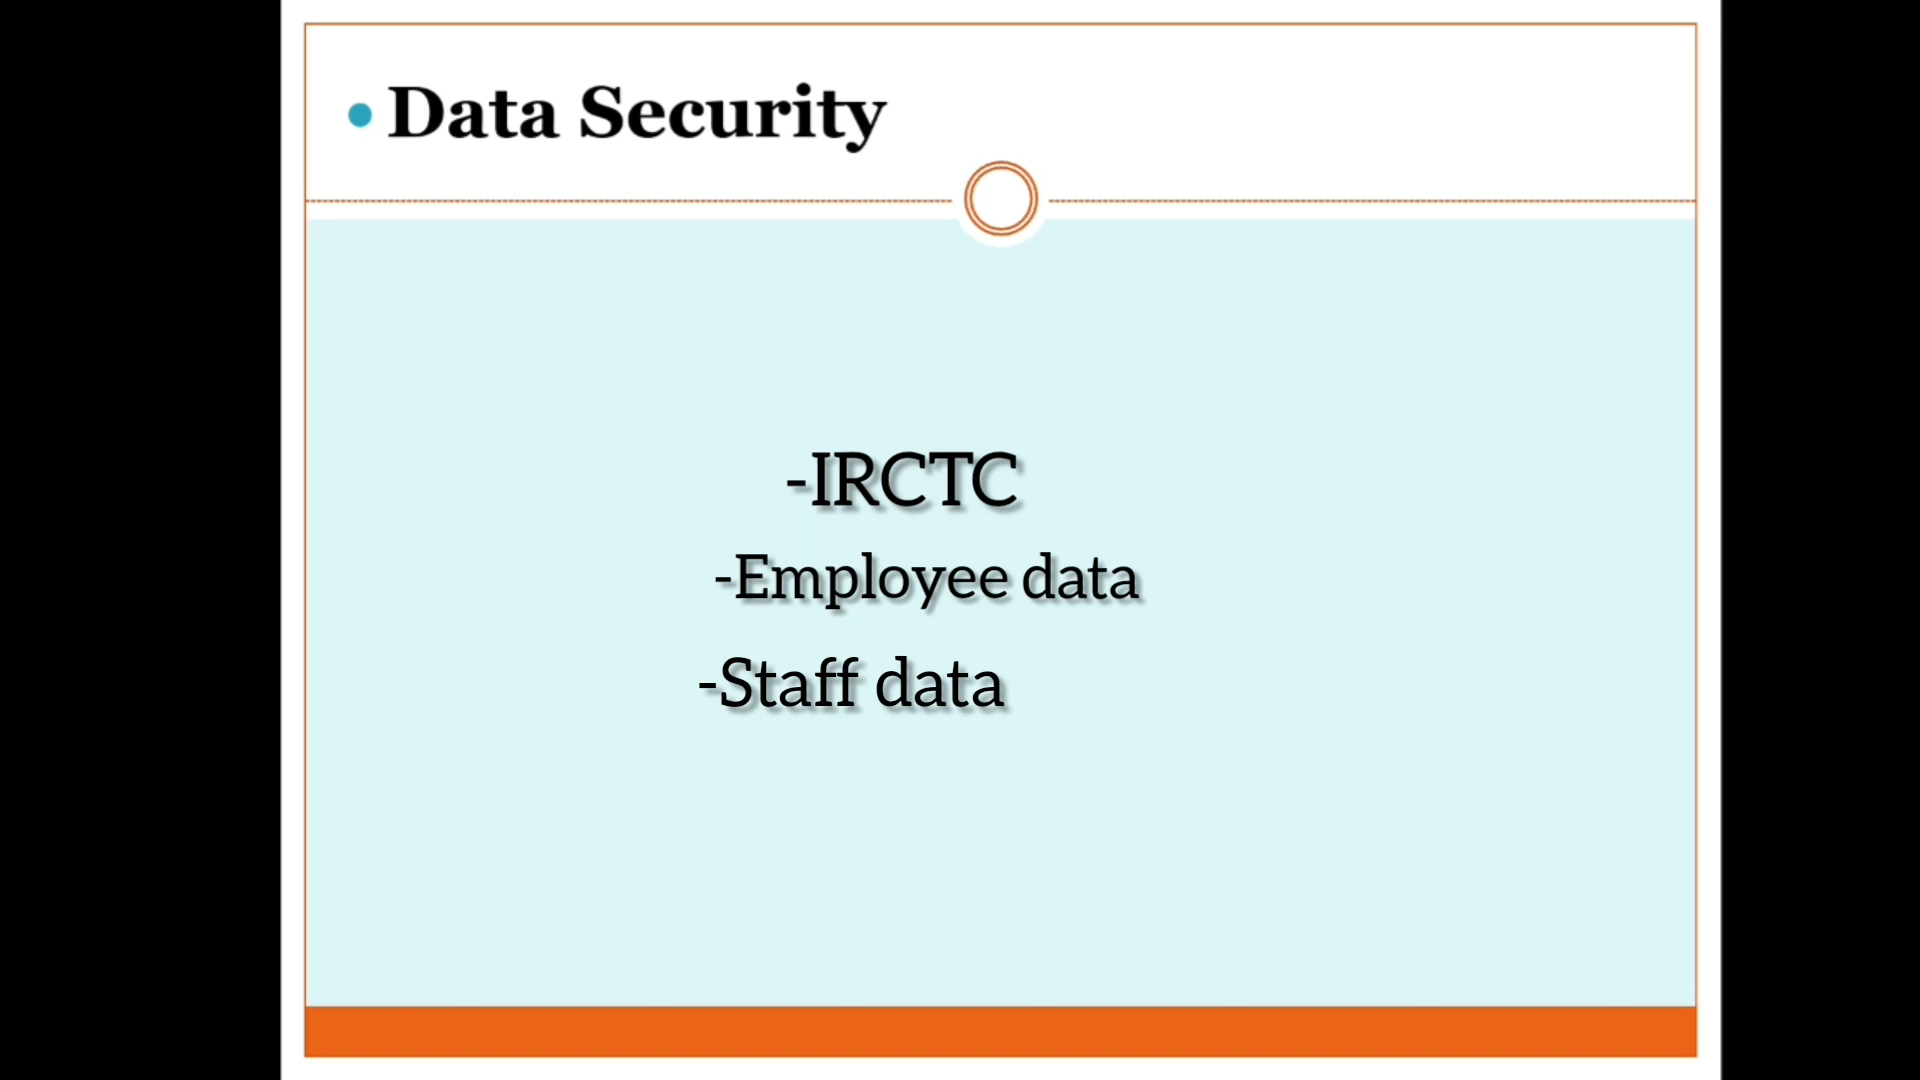 • Data Security
-IRCTC
-Employee data
-Staff data